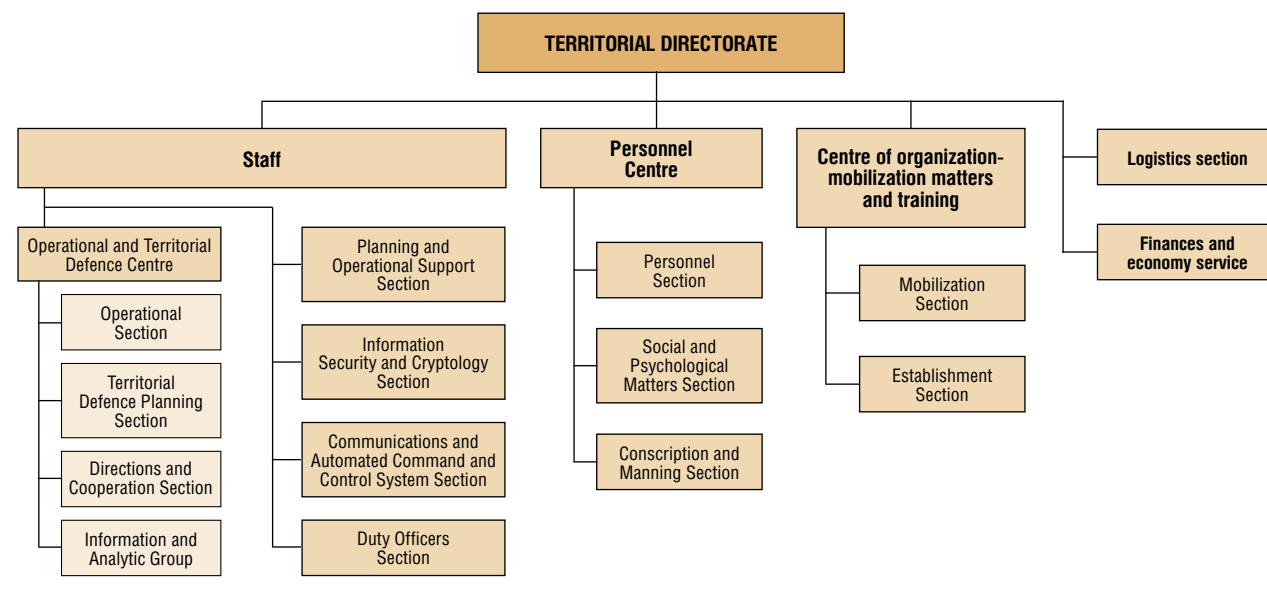 TERRITORIAL DIRECTORATE
Staff
Operational and Territorial
Defence Centre
Operational
Section
Territorial
Defence Planning
Section
Directions and
Cooperation Section
Information and
Analytic Group
Planning and
Operational Support
Section
Information
Security and Cryptology
Section
Communications and
Automated Command and
Control System Section
Duty Officers
Section
Personnel
Centre
Personnel
Section
Social and
Psychological
Matters Section
Conscription and
Manning Section
Centre of organization-
mobilization matters
and training
Mobilization
Section
Establishment
Section
Logistics section
Finances and
economy service